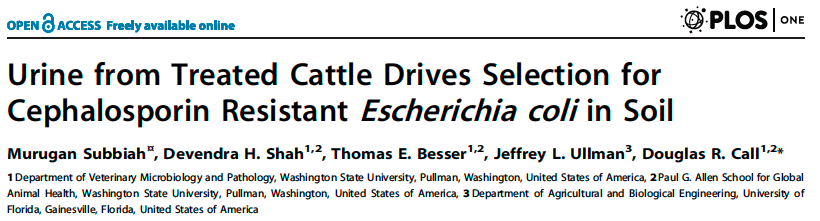 OPEN ACCESS Freely available online
PLOS | ONE
Urine from Treated Cattle Drives Selection for
Cephalosporin Resistant Escherichia coli in Soil
Murugan Subbiah¤, Devendra H. Shah1,2, Thomas E. Besser1,2, Jeffrey L. Ullman3, Douglas R. Call1,2*
1 Department of Veterinary Microbiology and Pathology, Washington State University, Pullman, Washington, United States of America, 2 Paul G. Allen School for Global
Animal Health, Washington State University, Pullman, Washington, United States of America, 3 Department of Agricultural and Biological Engineering, University of
Florida, Gainesville, Florida, United States of America